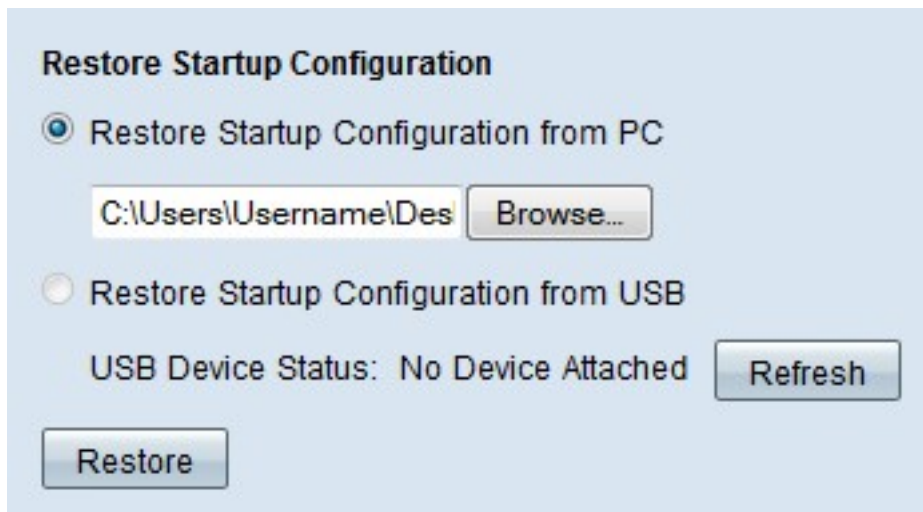 Restore Startup Configuration
Restore Startup Configuration from PC
C:\Users\Username\Des Browse...
Restore Startup Configuration from USB
USB Device Status: No Device Attached Refresh
Restore